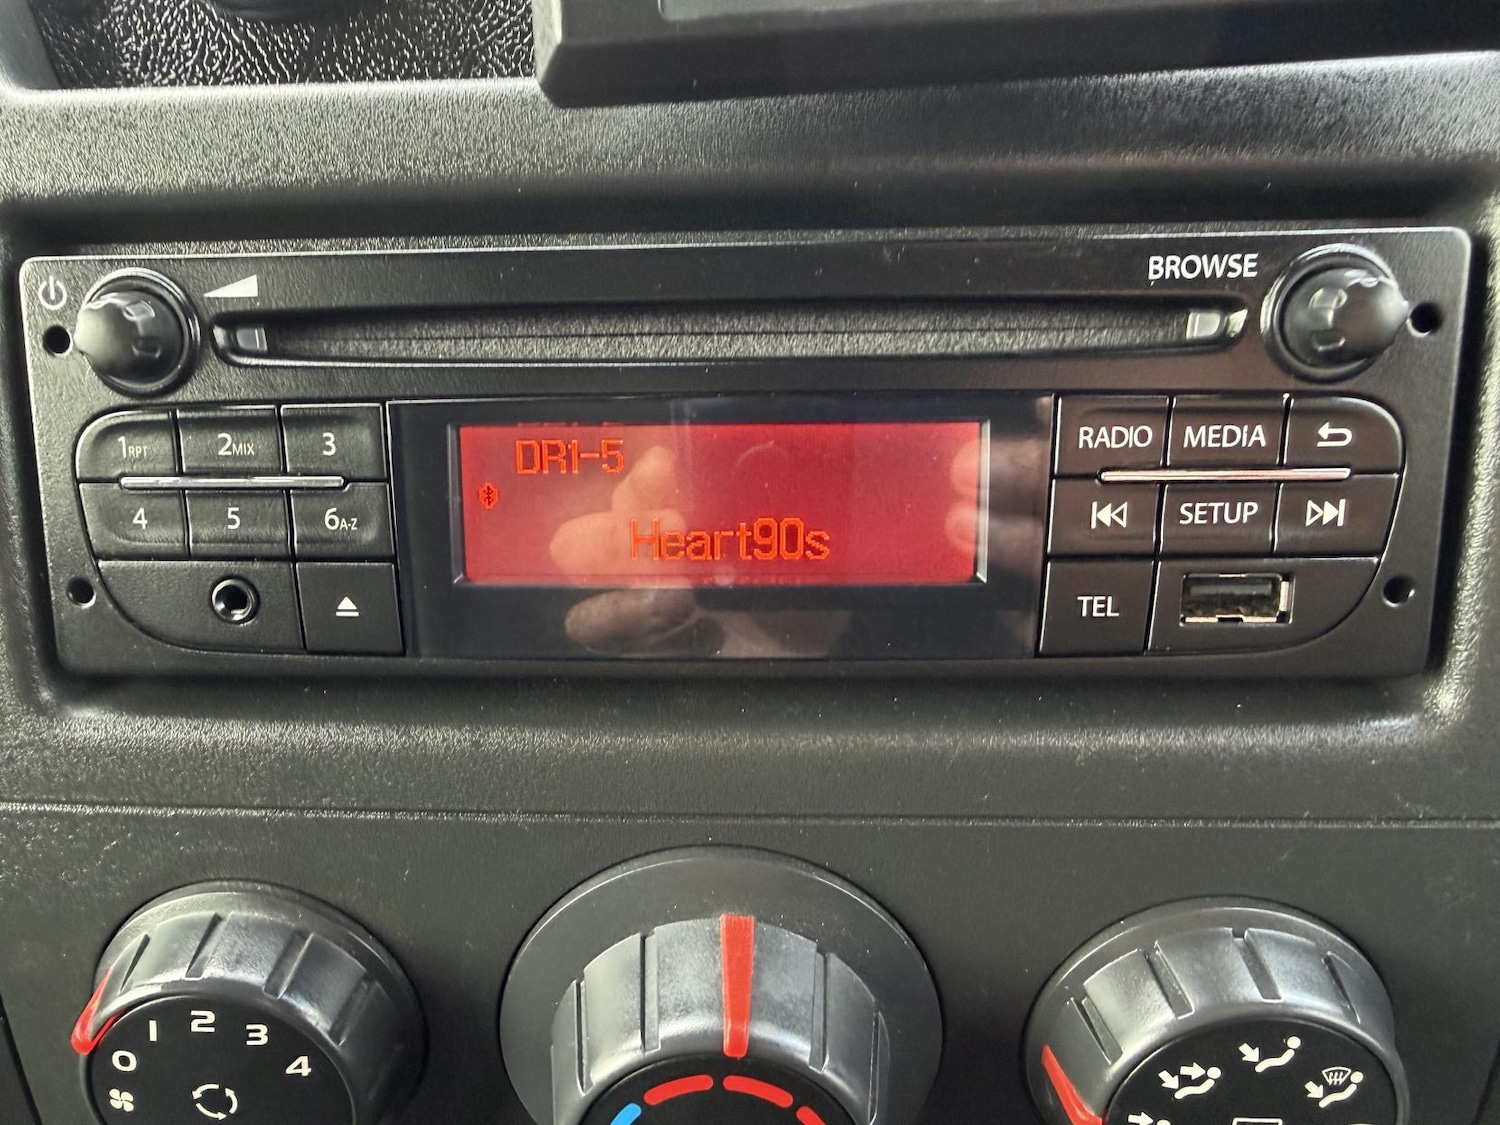 BROWSE
1RPT
2MIX
3
4
5
6A-Z
DR1-5
Heart90s
RADIO
MEDIA
SETUP
TEL
0
1
2
3
4